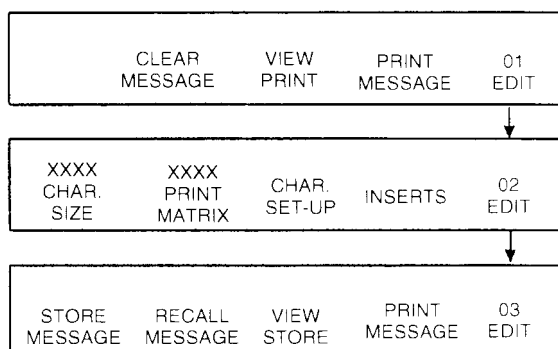 CLEAR VIEW PRINT 01
MESSAGE PRINT MESSAGE EDIT
XXXX XXXX CHAR. INSERTS 02
CHAR. PRINT SET-UP EDIT
SIZE MATRIX
STORE RECALL VIEW PRINT 03
MESSAGE MESSAGE STORE MESSAGE EDIT